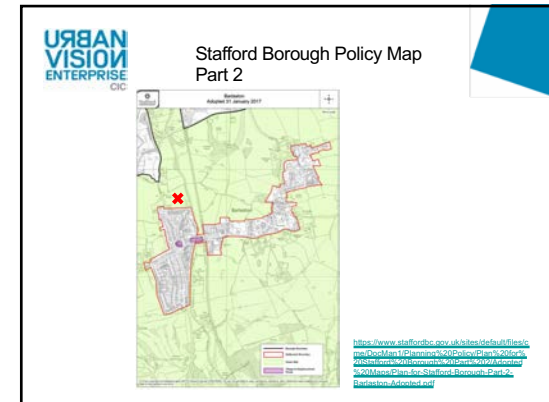 URBAN
VISION
ENTERPRISE
CIC
Stafford Borough Policy Map
Part 2
Barlaston
Adopted 31 January 2017
Barlaston
https://www.staffordbc.gov.uk/sites/default/files/c
me/DocMan1/Planning%20Policy/Plan%20for%
20Stafford%20Borough%20Part%202/Adopted
%20Maps/Plan-for-Stafford-Borough-Part-2-
Barlaston-Adopted.pdf